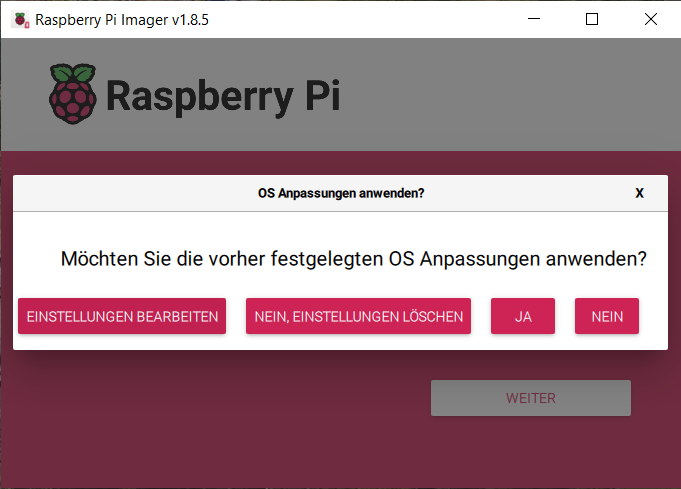 Raspberry Pi Imager v1.8.5
Raspberry Pi
OS Anpassungen anwenden? X
Möchten Sie die vorher festgelegten OS Anpassungen anwenden?
EINSTELLUNGEN BEARBEITEN NEIN, EINSTELLUNGEN LÖSCHEN JA NEIN
WEITER